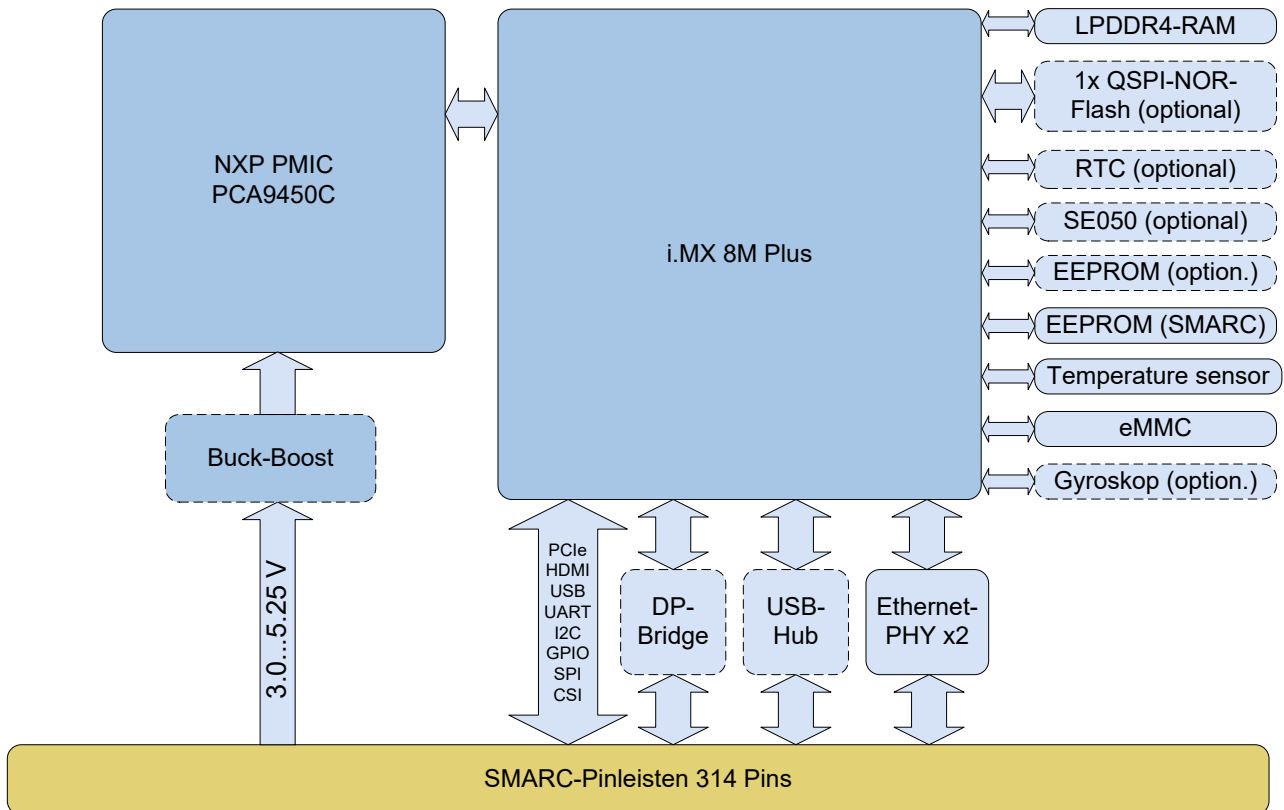 NXP PMIC
PCA9450C
i.MX 8M Plus
LPDDR4-RAM
1x QSPI-NOR-
Flash (optional)
RTC (optional)
SE050 (optional)
EEPROM (option.)
EEPROM (SMARC)
Temperature sensor
eMMC
Gyroskop (option.)
Buck-Boost
3.0...5.25 V
PCIe
HDMI
USB
UART
I2C
GPIO
SPI
CSI
DP-
Bridge
USB-
Hub
Ethernet-
PHY x2
SMARC-Pinleisten 314 Pins